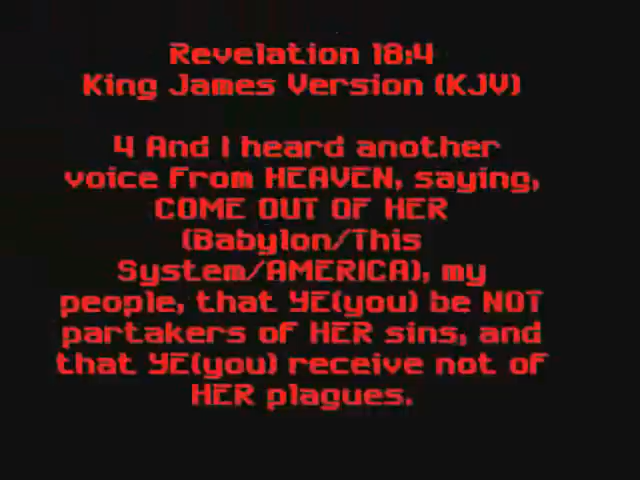 Revelation 18:4
King James Version (KJV)
4 And I heard another
voice From HEAVEN, saying,
COME OUT OF HER
(Babylon/This
System/AMERICA), my
people, that YE(you) be NOT
partakers of HER sins, and
that YE(you) receive not of
HER plagues.